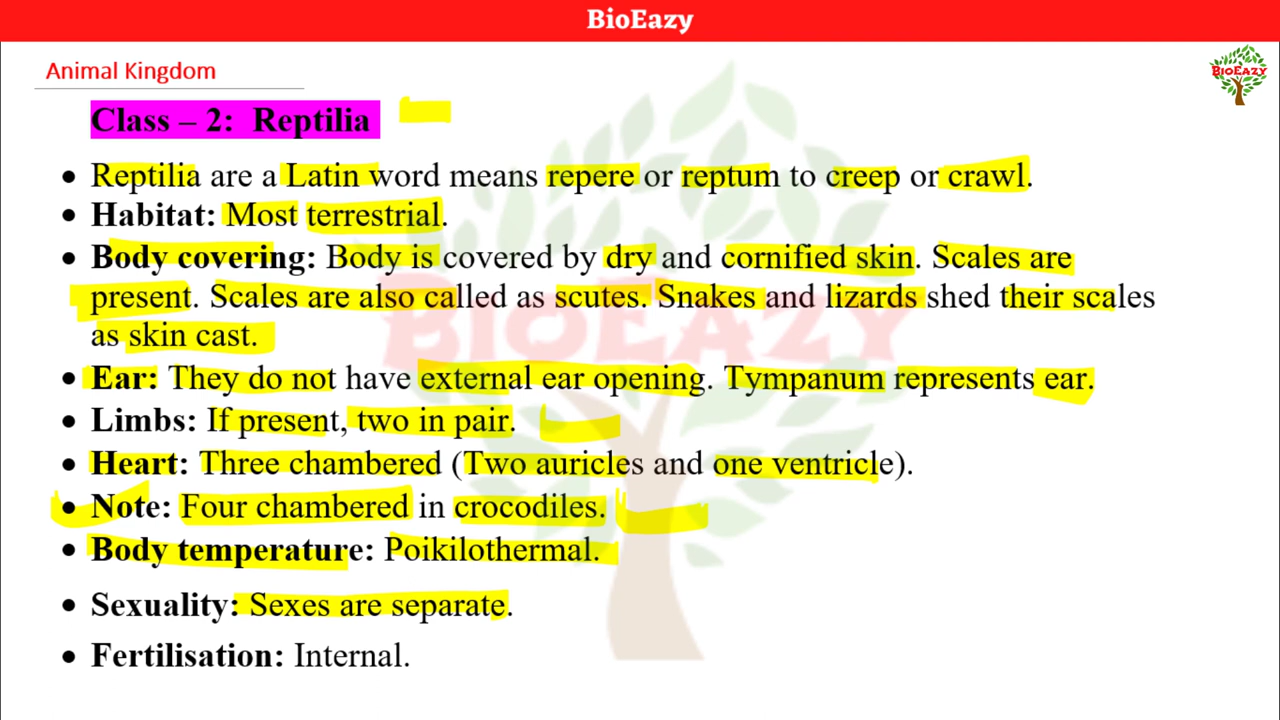 BioEazy
Animal Kingdom
BIOEAZY
Class – 2: Reptilia
• Reptilia are a Latin word means repere or reptum to creep or crawl.
• Habitat: Most terrestrial.
• Body covering: Body is covered by dry and cornified skin. Scales are
present. Scales are also called as scutes. Snakes and lizards shed their scales
as skin cast.
• Ear: They do not have external ear opening. Tympanum represents ear.
• Limbs: If present, two in pair.
• Heart: Three chambered (Two auricles and one ventricle).
• Note: Four chambered in crocodiles.
• Body temperature: Poikilothermal.
• Sexuality: Sexes are separate.
• Fertilisation: Internal.
BIOEAZY